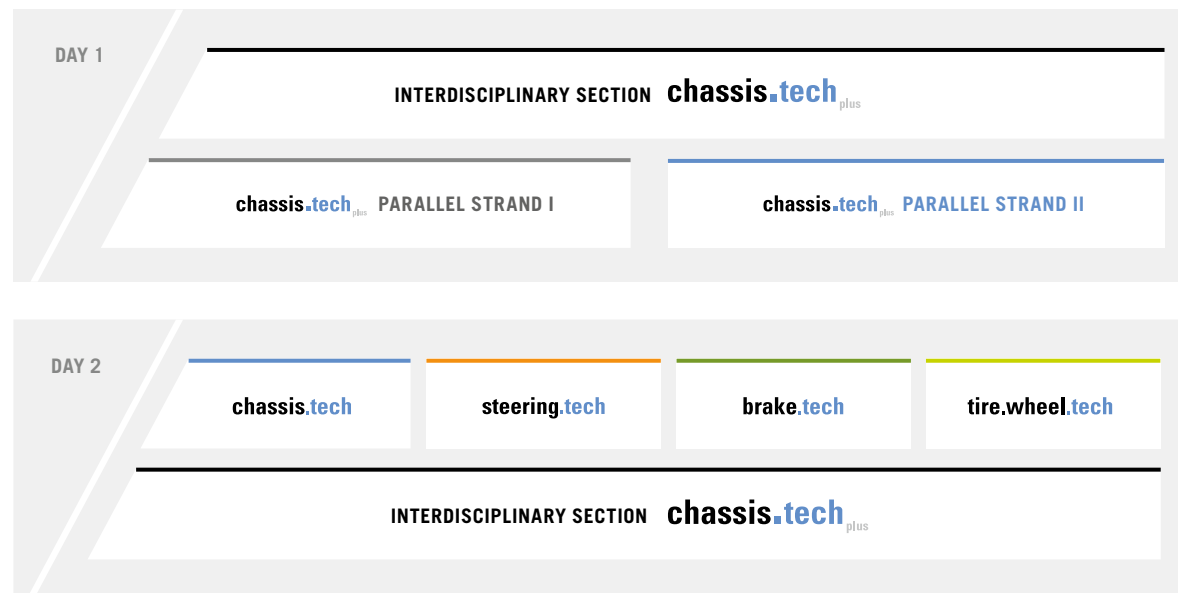 DAY 1
INTERDISCIPLINARY SECTION chassis.tech plus
chassis.tech plus PARALLEL STRAND I
chassis.tech plus PARALLEL STRAND II
DAY 2
chassis.tech
steering.tech
brake.tech
tire.wheel.tech
INTERDISCIPLINARY SECTION chassis.tech plus